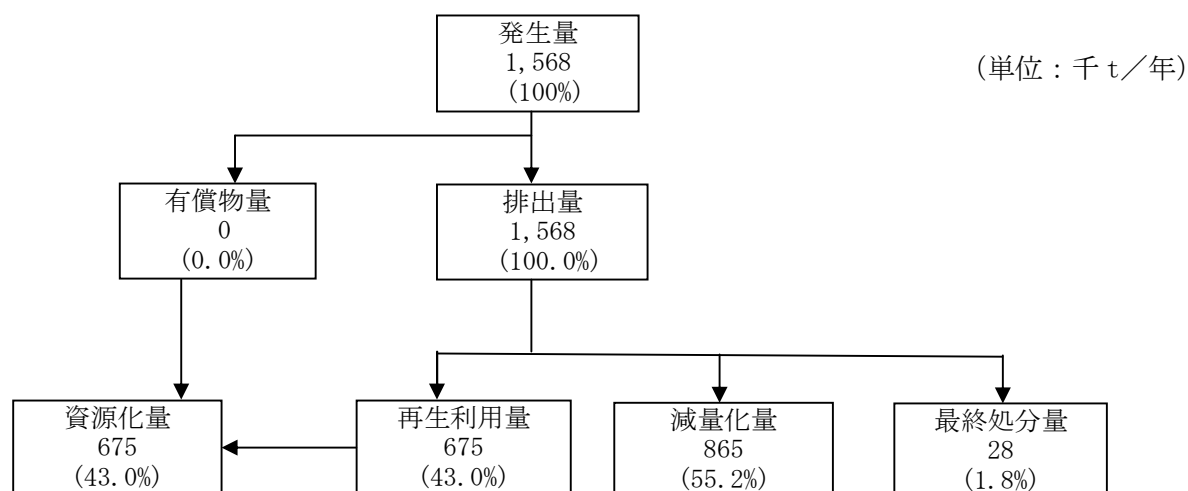 発生量
1,568
(100%)
(単位：千ｔ／年)
有償物量
0
(0.0%)
排出量
1,568
(100.0%)
資源化量
675
(43.0%)
再生利用量
675
(43.0%)
減量化量
865
(55.2%)
最終処分量
28
(1.8%)